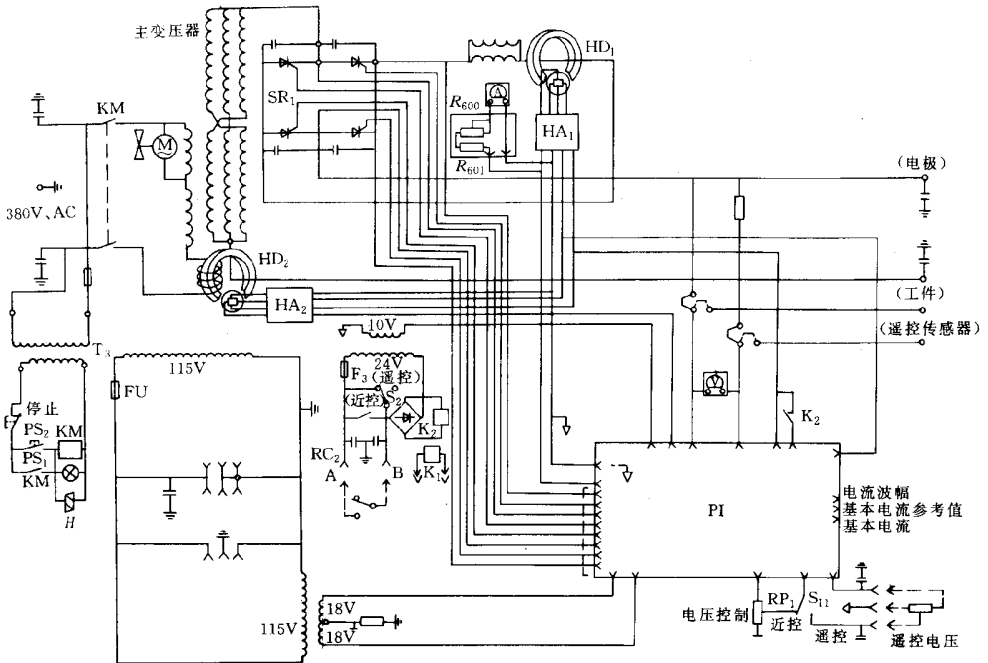 主变压器
HD₁
KM
SR₁
A
R₆₀₀
M
HA₁
R₆₀₁
(电极)
380V、AC
HD₂
HA₂
(工件)
10V
(遥控传感器)
T₃
115V
24V
F₃
(遥控)
FU
S₂
(近控)
V
停止
K₂
K₂
PS₂
KM
RC₂
PS₁
A
B
K₁
KM
电流波幅
PI
基本电流参考值
H
基本电流
18V
RP₁
S₁₁
115V
电压控制
近控
18V
遥控
遥控电压